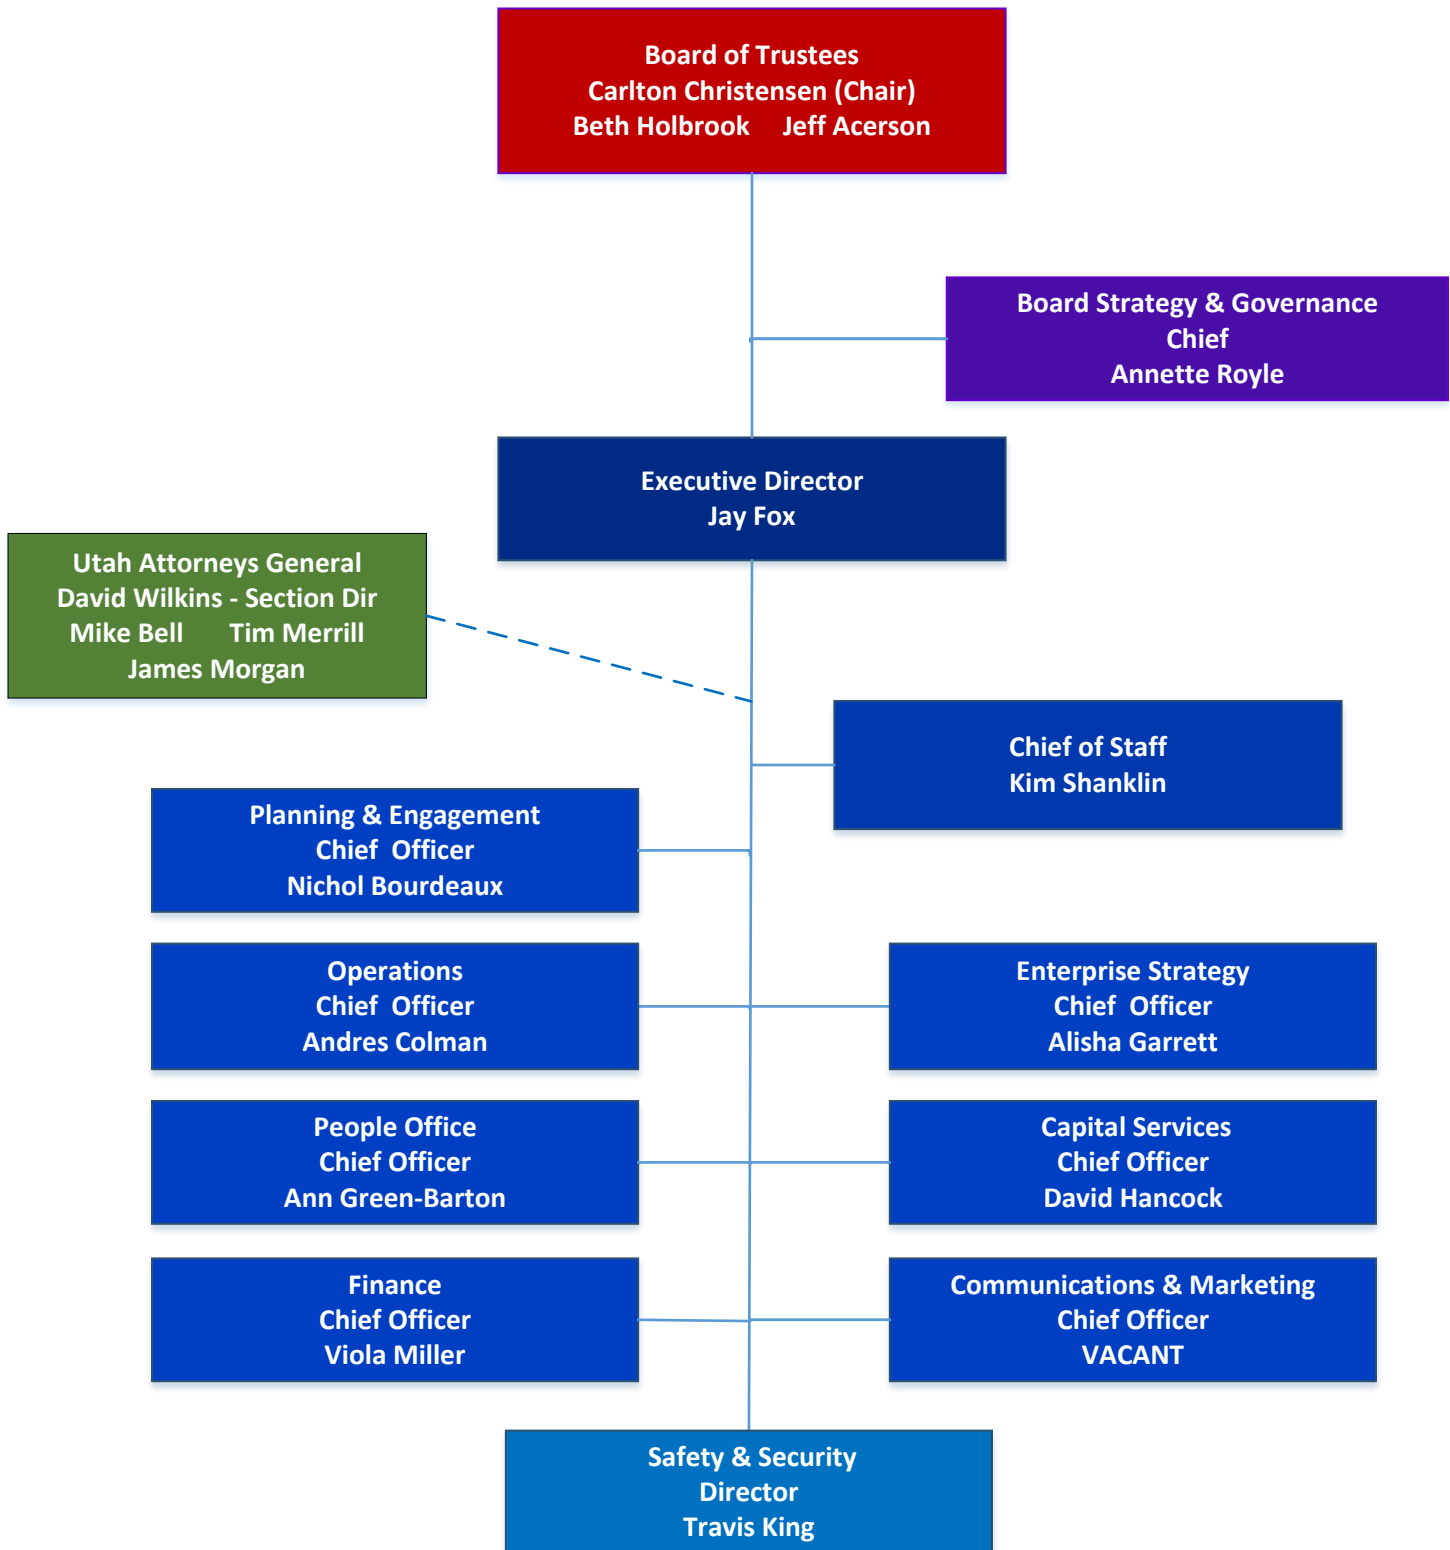 Board of Trustees
Carlton Christensen (Chair)
Beth Holbrook Jeff Acerson
Board Strategy & Governance
Chief
Annette Royle
Executive Director
Jay Fox
Utah Attorneys General
David Wilkins - Section Dir
Mike Bell Tim Merrill
James Morgan
Chief of Staff
Kim Shanklin
Planning & Engagement
Chief Officer
Nichol Bourdeaux
Operations
Chief Officer
Andres Colman
Enterprise Strategy
Chief Officer
Alisha Garrett
People Office
Chief Officer
Ann Green-Barton
Capital Services
Chief Officer
David Hancock
Finance
Chief Officer
Viola Miller
Communications & Marketing
Chief Officer
VACANT
Safety & Security
Director
Travis King